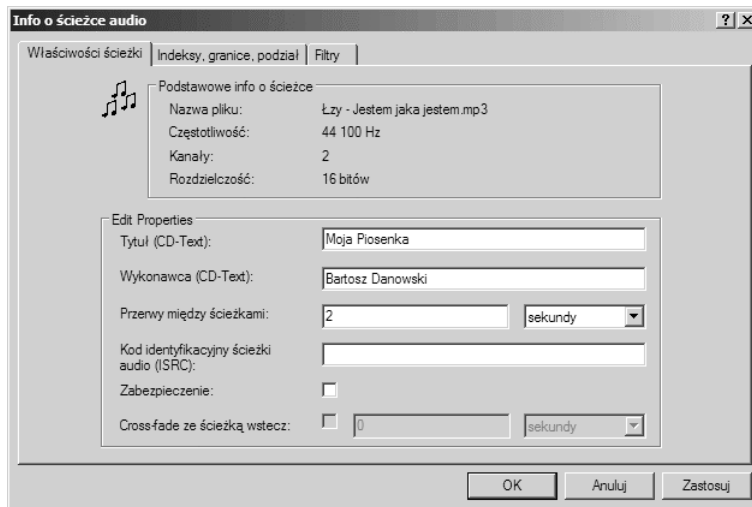 Info o ścieżce audio
Właściwości ścieżki Indeksy, granice, podział Filtry
Podstawowe info o ścieżce
Nazwa pliku: Łzy - Jestem jaka jestem.mp3
Częstotliwość: 44 100 Hz
Kanały: 2
Rozdzielczość: 16 bitów
Edit Properties
Tytuł (CD-Text): Moja Piosenka
Wykonawca (CD-Text): Bartosz Danowski
Przerwy między ścieżkami: 2 sekundy
Kod identyfikacyjny ścieżki
audio (ISRC):
Zabezpieczenie:
Cross-fade ze ścieżką wstecz: 0 sekundy
OK Anuluj Zastosuj